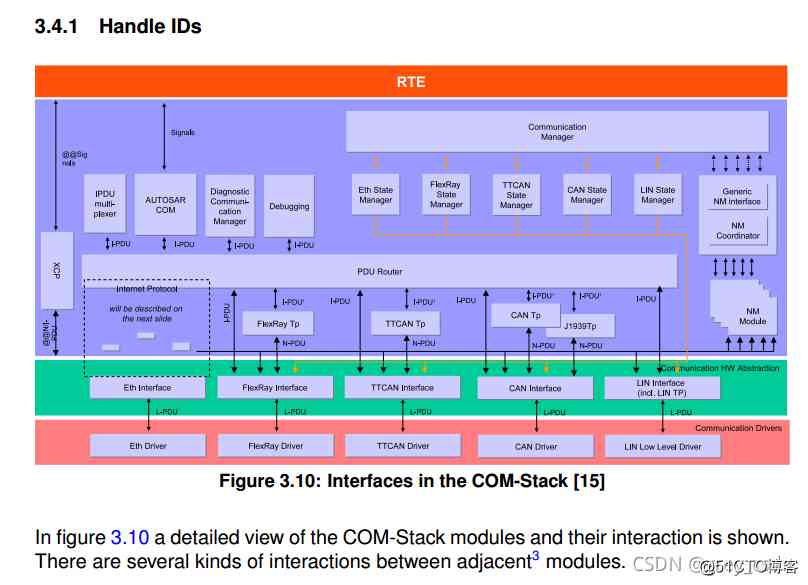 3.4.1 Handle IDs
RTE
Communication
Manager
Signals
@@Sig
nals
IPDU
multi-
plexer
AUTOSAR
COM
Diagnostic
Communi-
cation
Manager
Debugging
Eth State
Manager
FlexRay
State
Manager
TTCAN
State
Manager
CAN State
Manager
LIN State
Manager
Generic
NM interface
NM
Coordinator
I-PDU
I-PDU
I-PDU
I-PDU
XCP
PDU Router
Internet Protocol
will be described on
the next slide
I-PDU
I-PDU'
I-PDU
I-PDU'
I-PDU
I-PDU'
I-PDU'
I-PDU
FlexRay Tp
TTCAN Tp
CAN Tp
J1939Tp
NM
Module
N-PDU
N-PDU
N-PDU
N-PDU
Communication HW Abstraction
Eth Interface
FlexRay Interface
TTCAN Interface
CAN Interface
LIN Interface
(incl. LIN TP)
L-PDU
L-PDU
L-PDU
L-PDU
L-PDU
Communication Drivers
Eth Driver
FlexRay Driver
TTCAN Driver
CAN Driver
LIN Low Level Driver
Figure 3.10: Interfaces in the COM-Stack [15]
In figure 3.10 a detailed view of the COM-Stack modules and their interaction is shown.
There are several kinds of interactions between adjacent3 modules.
CSDN
@51CTO博客